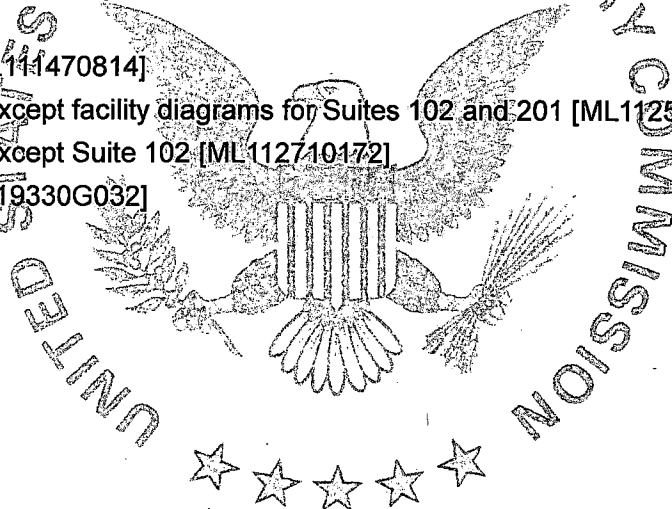 111470814]
xcept facility diagrams for Suites 102 and 201 [ML1125
xcept Suite 102 [ML112710172]
19330G032]
UNITED STATES
Y COMMISSION